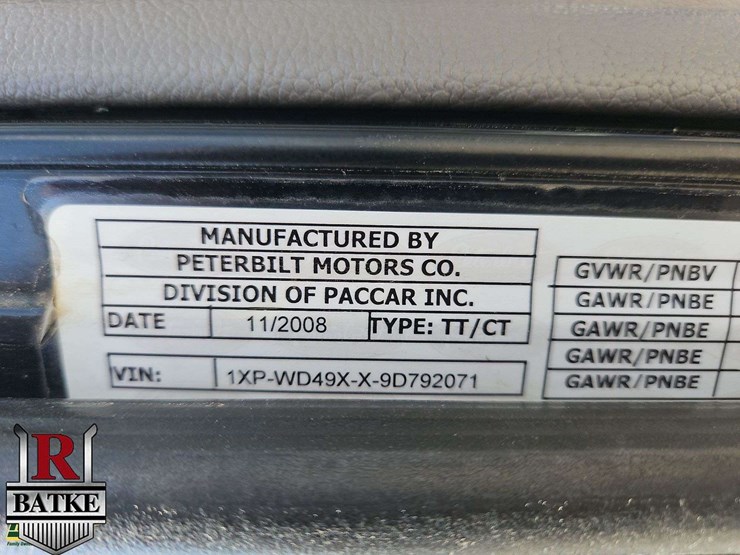 MANUFACTURED BY
PETERBILT MOTORS CO.
DIVISION OF PACCAR INC.
DATE 11/2008 TYPE: TT/CT
VIN: 1XP-WD49X-X-9D792071
GVWR/PNBV
GAWR/PNBE
GAWR/PNBE
GAWR/PNBE
GAWR/PNBE
R
BATKE